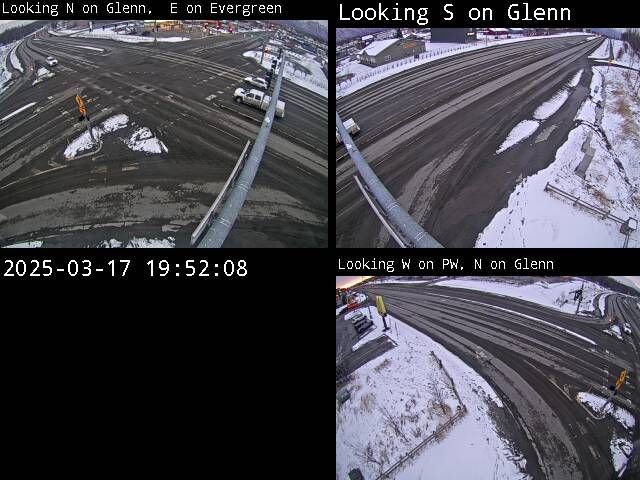 Looking N on Glenn,  E on Evergreen
Looking S on Glenn
2025-03-17 19:52:08
Looking W on PW, N on Glenn